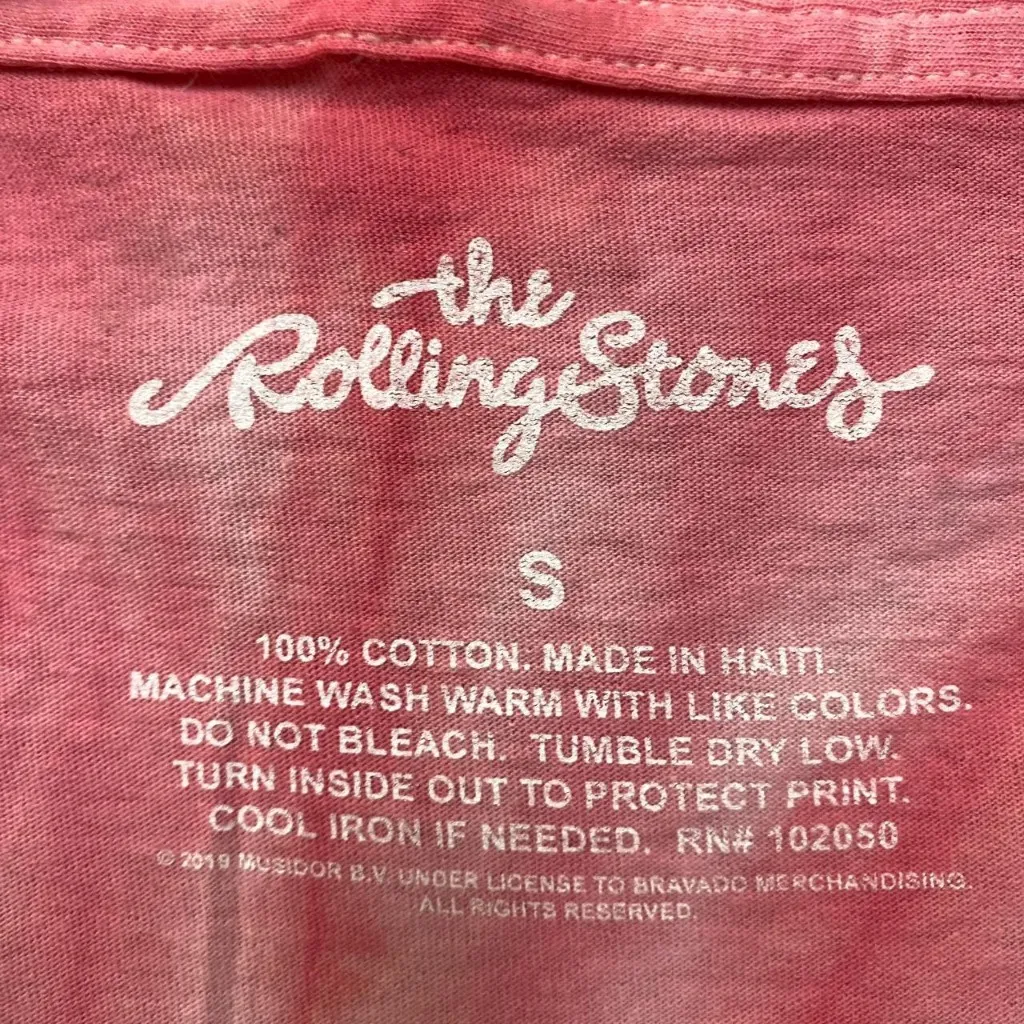 the
Rolling Stones
S
100% COTTON. MADE IN HAITI.
MACHINE WASH WARM WITH LIKE COLORS.
DO NOT BLEACH. TUMBLE DRY LOW.
TURN INSIDE OUT TO PROTECT PRINT.
COOL IRON IF NEEDED. RN# 102050
© 2019 MUSIDOR B.V. UNDER LICENSE TO BRAVADO MERCHANDISING.
ALL RIGHTS RESERVED.